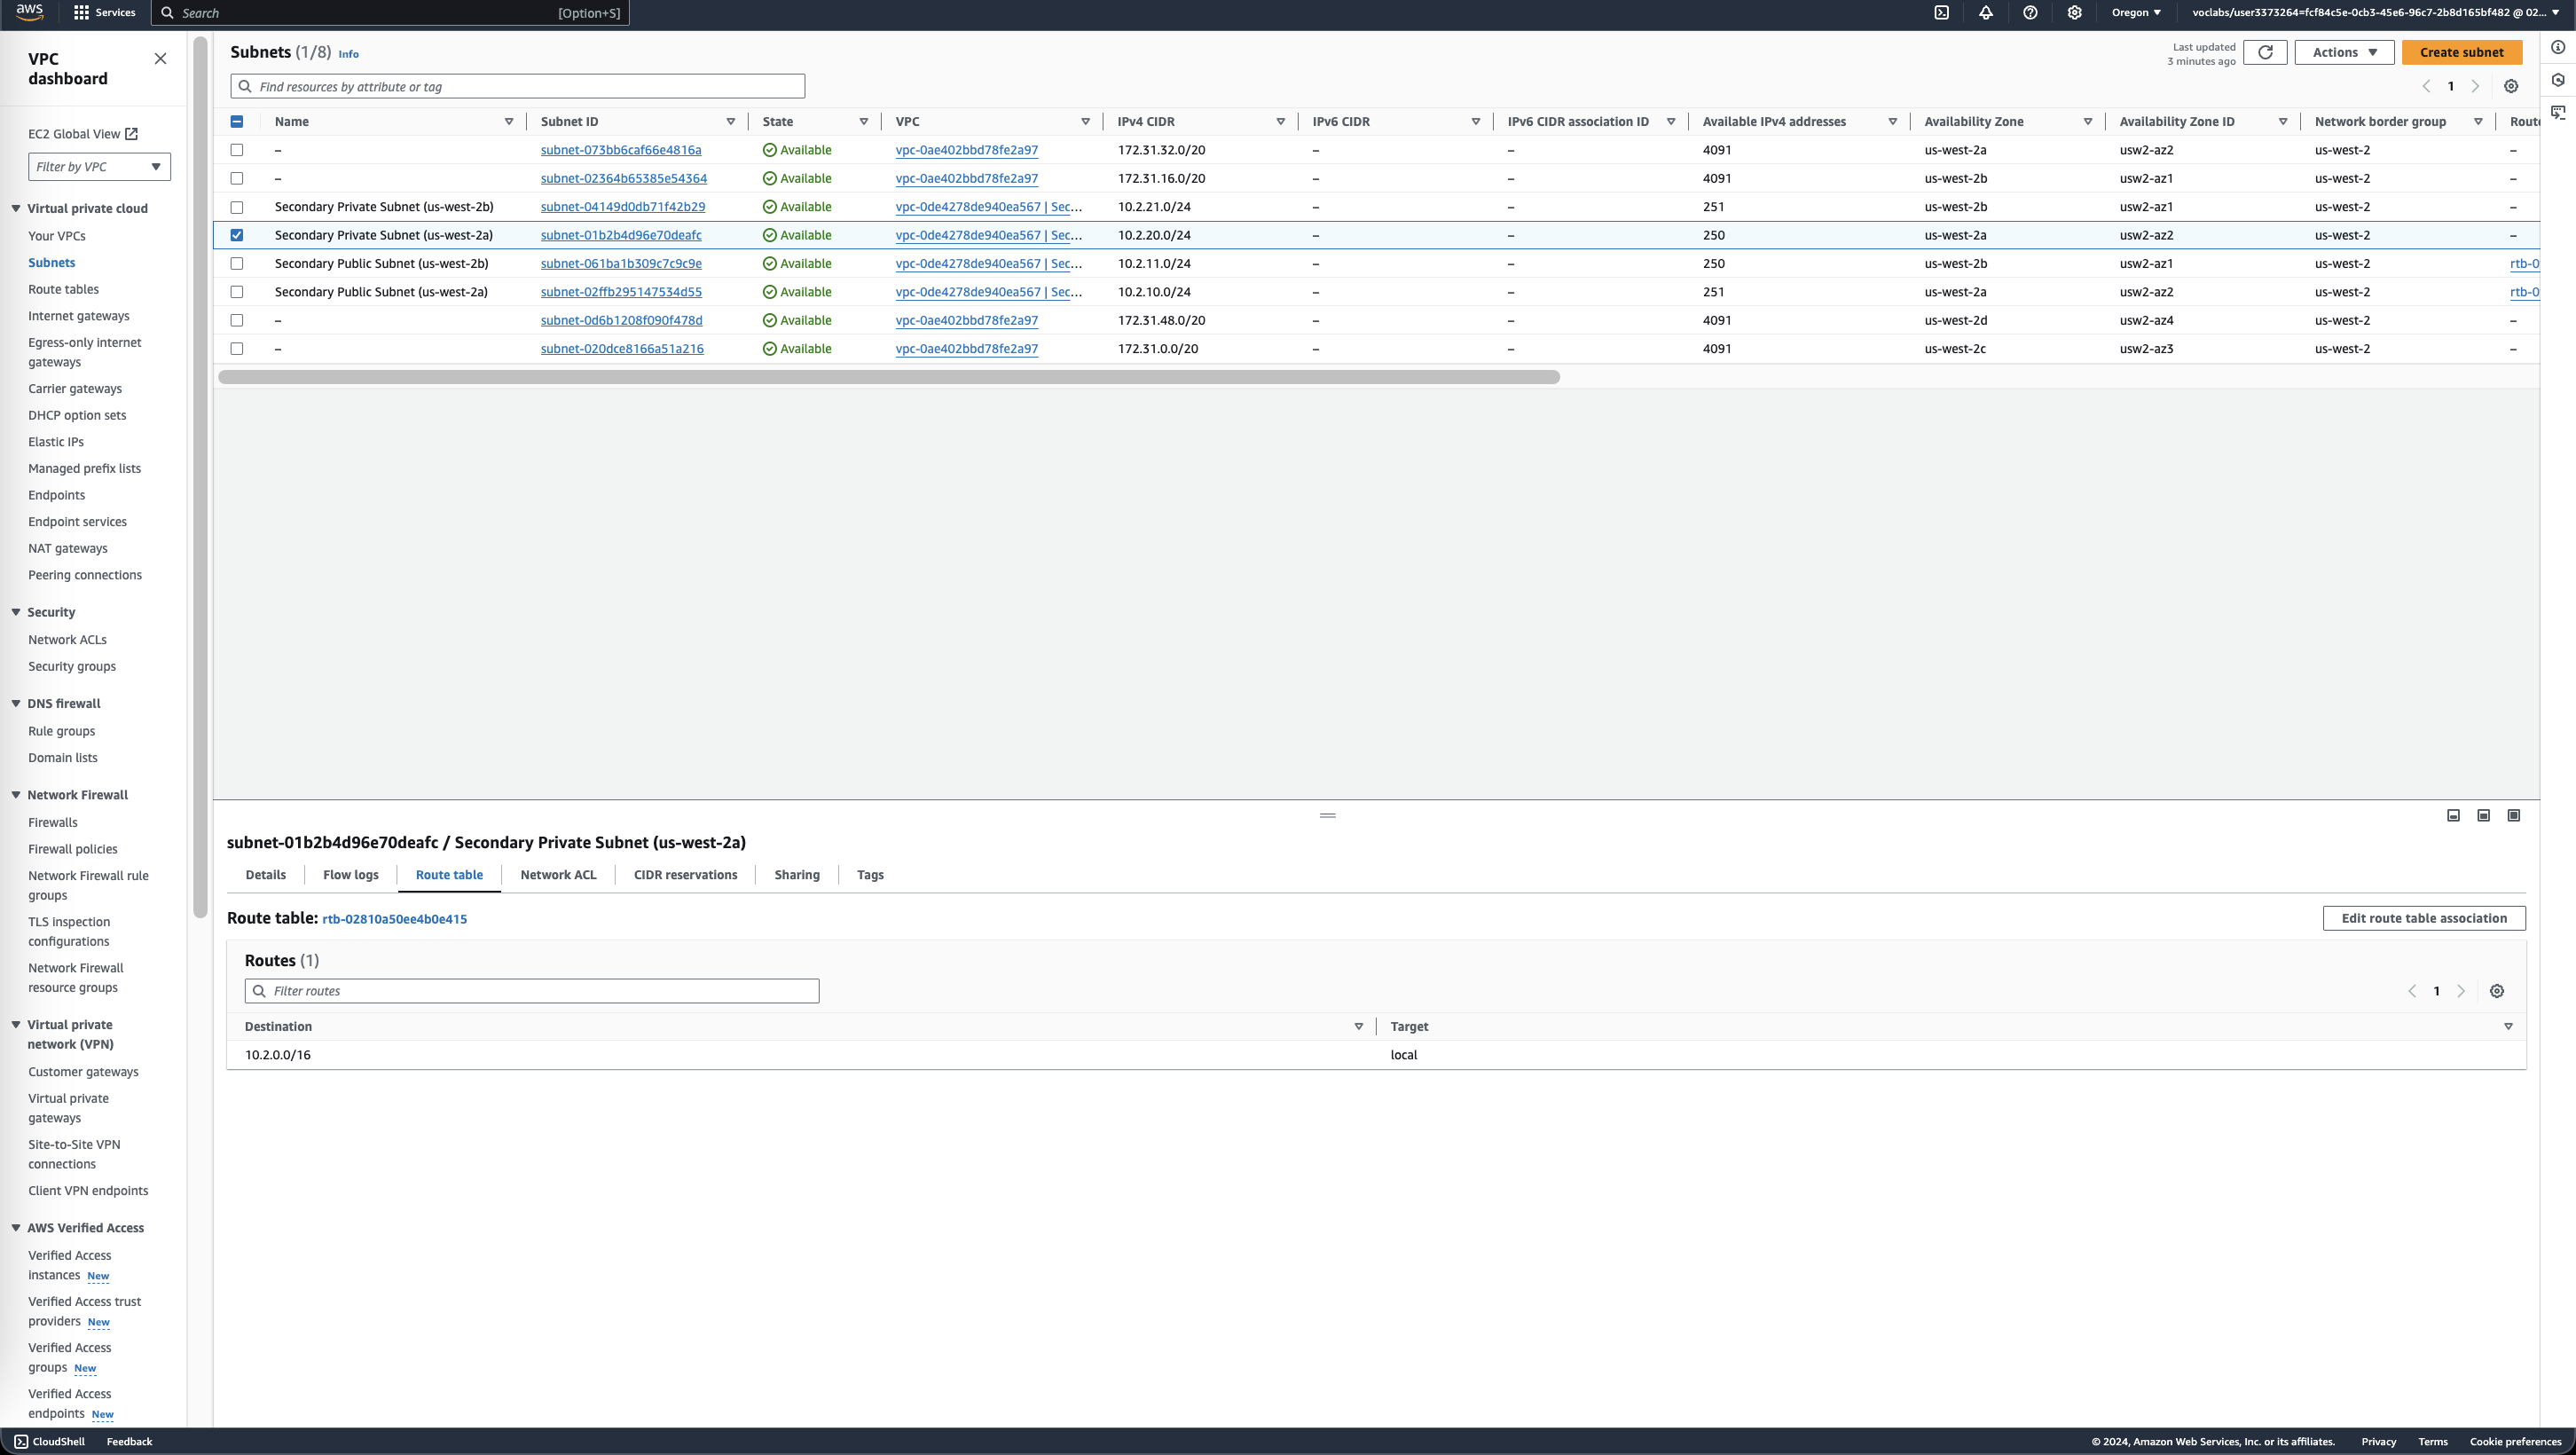 aws
Services
Search
[Option+S]
Oregon
voclabs/user3373264=fcf84c5e-0cb3-45e6-96c7-2b8d165bf482 @ 02...
VPC
dashboard
EC2 Global View
Filter by VPC
Virtual private cloud
Your VPCs
Subnets
Route tables
Internet gateways
Egress-only internet
gateways
Carrier gateways
DHCP option sets
Elastic IPs
Managed prefix lists
Endpoints
Endpoint services
NAT gateways
Peering connections
Security
Network ACLs
Security groups
DNS firewall
Rule groups
Domain lists
Network Firewall
Firewalls
Firewall policies
Network Firewall rule
groups
TLS inspection
configurations
Network Firewall
resource groups
Virtual private
network (VPN)
Customer gateways
Virtual private
gateways
Site-to-Site VPN
connections
Client VPN endpoints
AWS Verified Access
Verified Access
instances New
Verified Access trust
providers New
Verified Access
groups New
Verified Access
endpoints New
Subnets (1/8) Info
Last updated
3 minutes ago
Actions
Create subnet
Find resources by attribute or tag
1
Name Subnet ID State VPC IPv4 CIDR IPv6 CIDR IPv6 CIDR association ID Available IPv4 addresses Availability Zone Availability Zone ID Network border group Route
– subnet-073bb6caf66e4816a Available vpc-0ae402bbd78fe2a97 172.31.32.0/20 – – 4091 us-west-2a usw2-az2 us-west-2 –
– subnet-02364b65385e54364 Available vpc-0ae402bbd78fe2a97 172.31.16.0/20 – – 4091 us-west-2b usw2-az1 us-west-2 –
Secondary Private Subnet (us-west-2b) subnet-04149d0db71f42b29 Available vpc-0de4278de940ea567 | Sec... 10.2.21.0/24 – – 251 us-west-2b usw2-az1 us-west-2 –
Secondary Private Subnet (us-west-2a) subnet-01b2b4d96e70deafc Available vpc-0de4278de940ea567 | Sec... 10.2.20.0/24 – – 250 us-west-2a usw2-az2 us-west-2 –
Secondary Public Subnet (us-west-2b) subnet-061ba1b309c7c9c9e Available vpc-0de4278de940ea567 | Sec... 10.2.11.0/24 – – 250 us-west-2b usw2-az1 us-west-2 rtb-0
Secondary Public Subnet (us-west-2a) subnet-02ffb295147534d55 Available vpc-0de4278de940ea567 | Sec... 10.2.10.0/24 – – 251 us-west-2a usw2-az2 us-west-2 rtb-0
– subnet-0d6b1208f090f478d Available vpc-0ae402bbd78fe2a97 172.31.48.0/20 – – 4091 us-west-2d usw2-az4 us-west-2 –
– subnet-020dce8166a51a216 Available vpc-0ae402bbd78fe2a97 172.31.0.0/20 – – 4091 us-west-2c usw2-az3 us-west-2 –
subnet-01b2b4d96e70deafc / Secondary Private Subnet (us-west-2a)
Details Flow logs Route table Network ACL CIDR reservations Sharing Tags
Route table: rtb-02810a50ee4b0e415
Edit route table association
Routes (1)
Filter routes
1
Destination Target
10.2.0.0/16 local
CloudShell Feedback
© 2024, Amazon Web Services, Inc. or its affiliates. Privacy Terms Cookie preferences